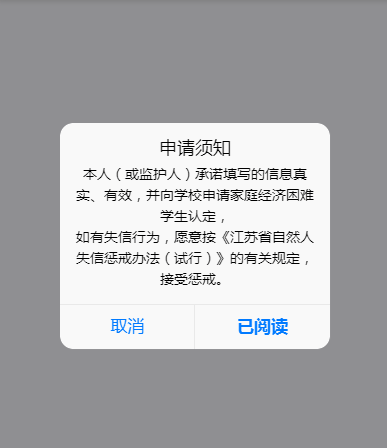 申请须知
本人（或监护人）承诺填写的信息真
实、有效，并向学校申请家庭经济困难
学生认定，
如有失信行为，愿意按《江苏省自然人
失信惩戒办法（试行）》的有关规定，
接受惩戒。
取消 已阅读